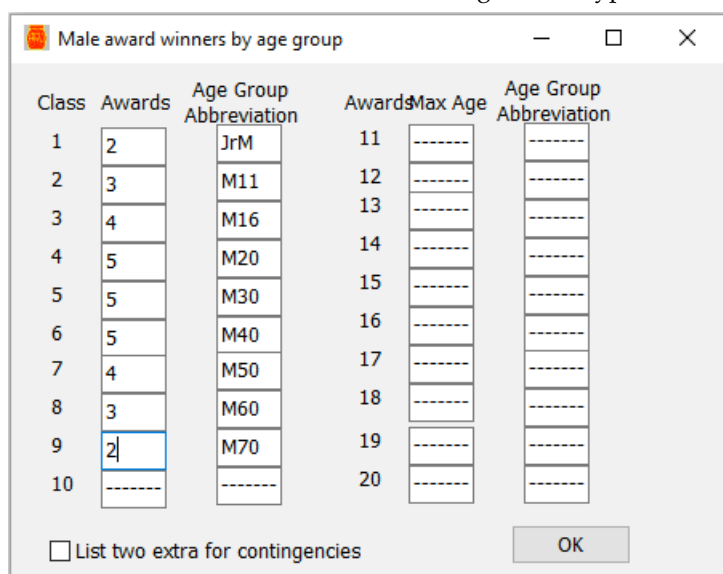 Male award winners by age group
Class Awards Age Group Abbreviation Awards Max Age Age Group Abbreviation
1 2 JrM 11 ------- -------
2 3 M11 12 ------- -------
3 4 M16 13 ------- -------
4 5 M20 14 ------- -------
5 5 M30 15 ------- -------
6 5 M40 16 ------- -------
7 4 M50 17 ------- -------
8 3 M60 18 ------- -------
9 2 M70 19 ------- -------
10 ------- ------- 20 ------- -------
List two extra for contingencies OK